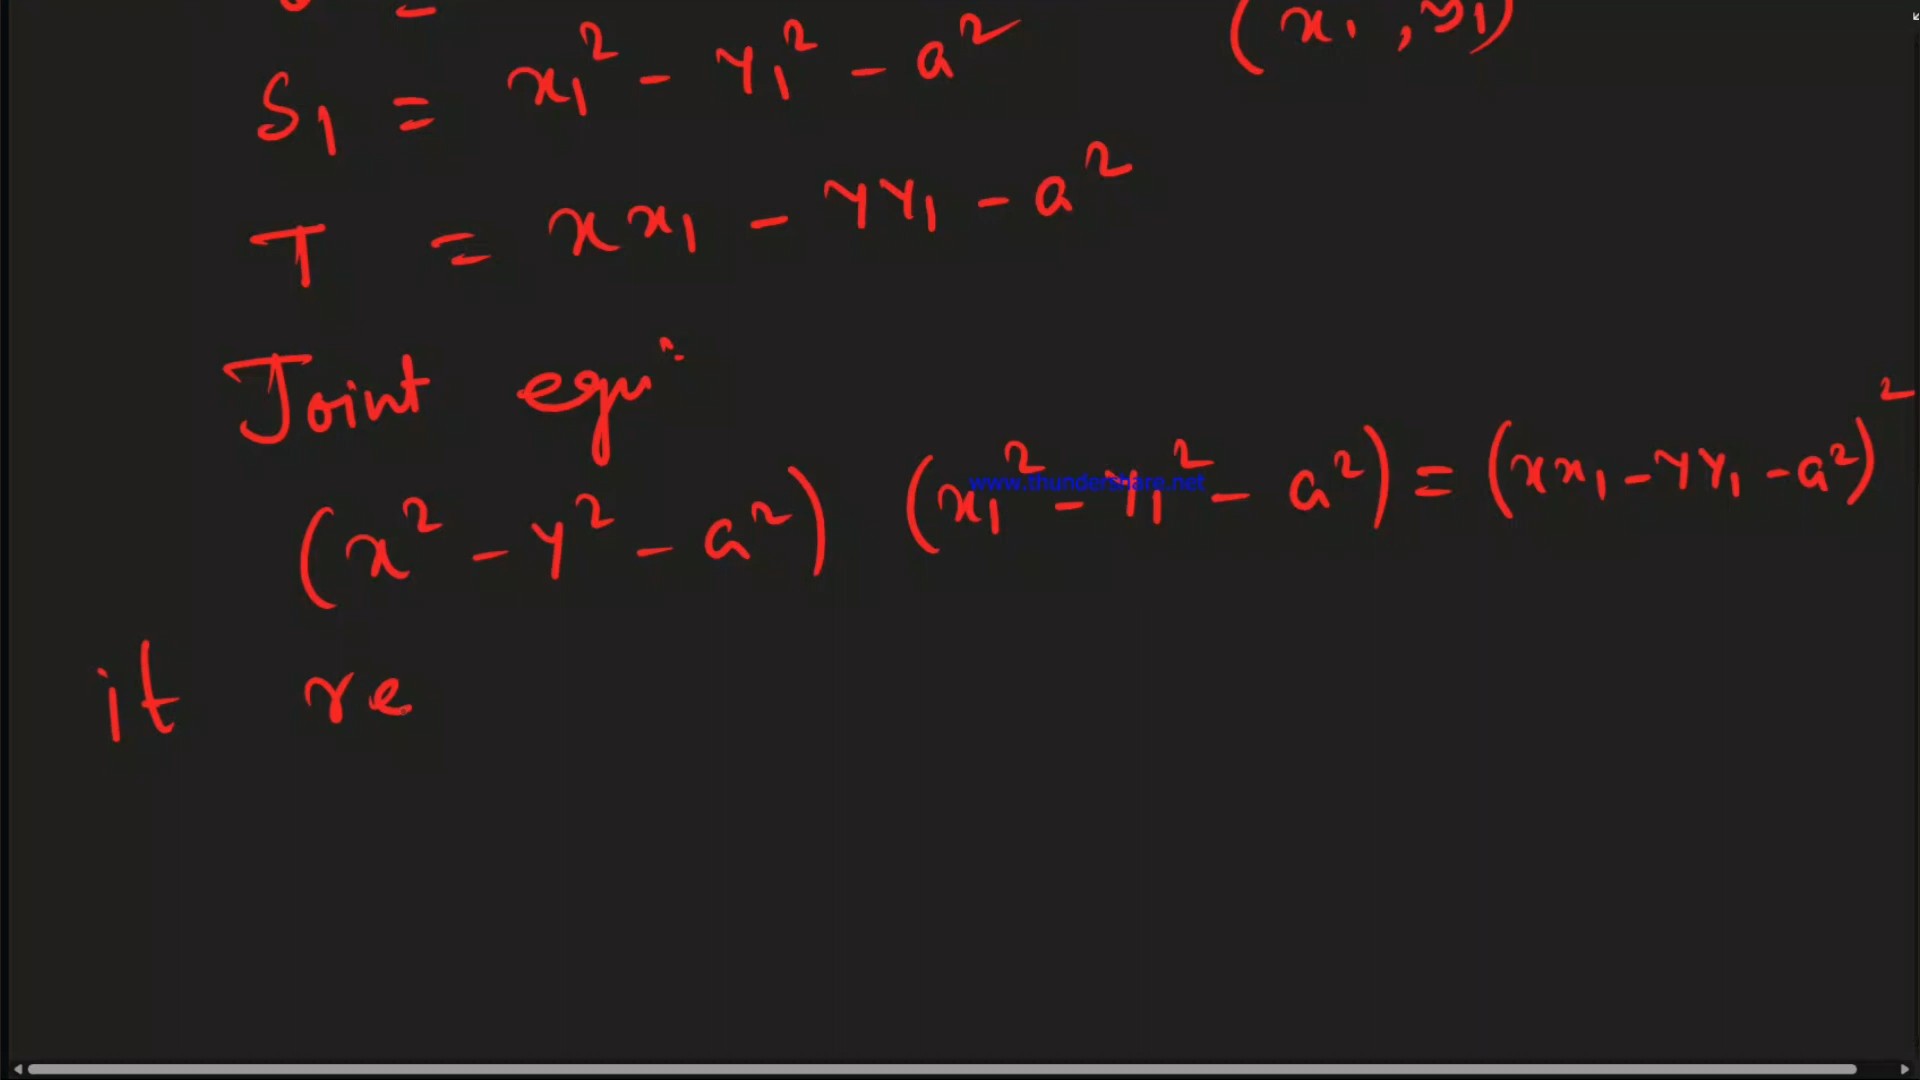 (x₁, y₁)
S₁ = x₁² - y₁² - a²
T = xx₁ - yy₁ - a²
Joint equⁿ
(x² - y² - a²) (x₁² - y₁² - a²) = (xx₁ - yy₁ - a²)²
www.thundershare.net
it re